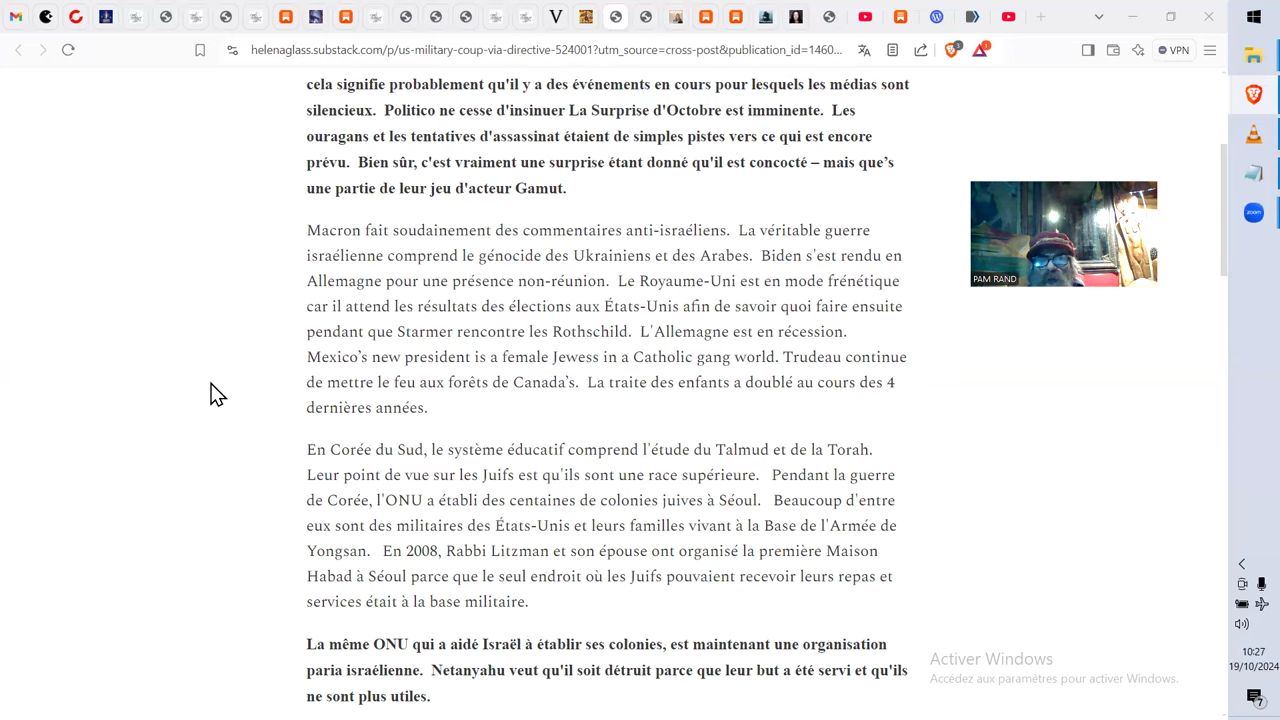 helenaglass.substack.com/p/us-military-coup-via-directive-524001?utm_source=cross-post&publication_id=1460...
VPN
cela signifie probablement qu'il y a des événements en cours pour lesquels les médias sont
silencieux.  Politico ne cesse d'insinuer La Surprise d'Octobre est imminente.  Les
ouragans et les tentatives d'assassinat étaient de simples pistes vers ce qui est encore
prévu.  Bien sûr, c'est vraiment une surprise étant donné qu'il est concocté – mais que’s
une partie de leur jeu d'acteur Gamut.
Macron fait soudainement des commentaires anti-israéliens.  La véritable guerre
israélienne comprend le génocide des Ukrainiens et des Arabes.  Biden s'est rendu en
Allemagne pour une présence non-réunion.  Le Royaume-Uni est en mode frénétique
car il attend les résultats des élections aux États-Unis afin de savoir quoi faire ensuite
pendant que Starmer rencontre les Rothschild.  L'Allemagne est en récession.
Mexico’s new president is a female Jewess in a Catholic gang world. Trudeau continue
de mettre le feu aux forêts de Canada’s.  La traite des enfants a doublé au cours des 4
dernières années.
En Corée du Sud, le système éducatif comprend l'étude du Talmud et de la Torah.
Leur point de vue sur les Juifs est qu'ils sont une race supérieure.   Pendant la guerre
de Corée, l'ONU a établi des centaines de colonies juives à Séoul.   Beaucoup d'entre
eux sont des militaires des États-Unis et leurs familles vivant à la Base de l'Armée de
Yongsan.   En 2008, Rabbi Litzman et son épouse ont organisé la première Maison
Habad à Séoul parce que le seul endroit où les Juifs pouvaient recevoir leurs repas et
services était à la base militaire.
La même ONU qui a aidé Israël à établir ses colonies, est maintenant une organisation
paria israélienne.  Netanyahu veut qu'il soit détruit parce que leur but a été servi et qu'ils
ne sont plus utiles.
PAM RAND
Activer Windows
Accédez aux paramètres pour activer Windows.
zoom
10:27
19/10/2024
7